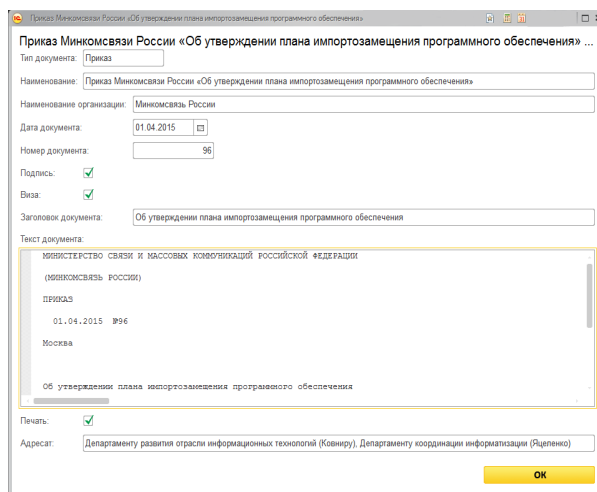 Приказ Минкомсвязи России «Об утверждении плана импортозамещения программного обеспечения»
Приказ Минкомсвязи России «Об утверждении плана импортозамещения программного обеспечения» ...
Тип документа: Приказ
Наименование: Приказ Минкомсвязи России «Об утверждении плана импортозамещения программного обеспечения»
Наименование организации: Минкомсвязь России
Дата документа: 01.04.2015
Номер документа: 96
Подпись:
Виза:
Заголовок документа: Об утверждении плана импортозамещения программного обеспечения
Текст документа:
МИНИСТЕРСТВО СВЯЗИ И МАССОВЫХ КОММУНИКАЦИЙ РОССИЙСКОЙ ФЕДЕРАЦИИ
(МИНКОМСВЯЗЬ РОССИИ)
ПРИКАЗ
01.04.2015 №96
Москва
Об утверждении плана импортозамещения программного обеспечения
Печать:
Адресат: Департаменту развития отрасли информационных технологий (Ковниру), Департаменту координации информатизации (Яцеленко)
ОК